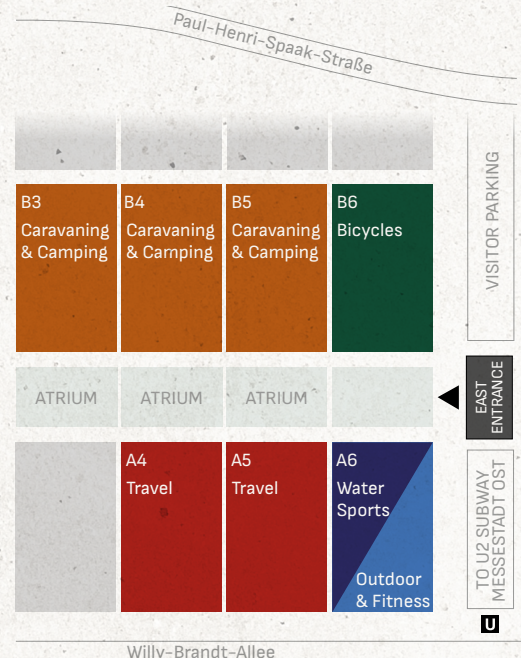 Paul-Henri-Spaak-Straße
B3
Caravaning
& Camping
B4
Caravaning
& Camping
B5
Caravaning
& Camping
B6
Bicycles
VISITOR PARKING
ATRIUM
ATRIUM
ATRIUM
EAST
ENTRANCE
A4
Travel
A5
Travel
A6
Water
Sports
Outdoor
& Fitness
TO U2 SUBWAY
MESSESTADT OST
U
Willy-Brandt-Allee